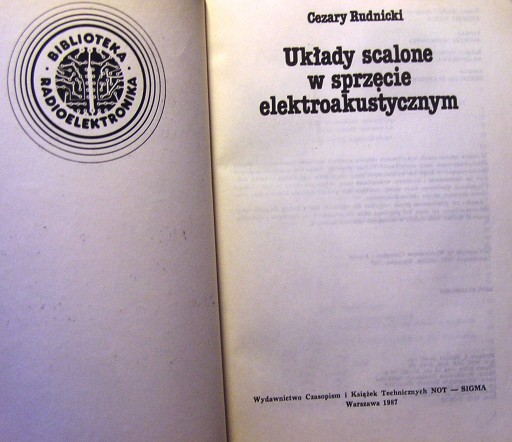 BIBLIOTEKA
RADIOELEKTRONIKA
Cezary Rudnicki
Układy scalone
w sprzęcie
elektroakustycznym
Wydawnictwo Czasopism i Książek Technicznych NOT — SIGMA
Warszawa 1987